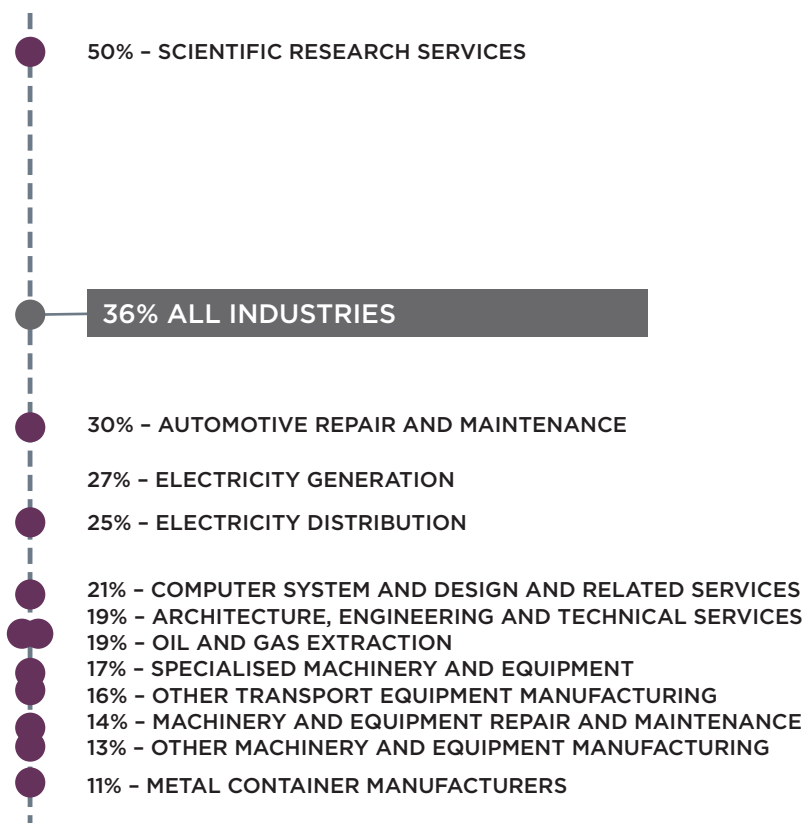 50% – SCIENTIFIC RESEARCH SERVICES
36% ALL INDUSTRIES
30% – AUTOMOTIVE REPAIR AND MAINTENANCE
27% – ELECTRICITY GENERATION
25% – ELECTRICITY DISTRIBUTION
21% – COMPUTER SYSTEM AND DESIGN AND RELATED SERVICES
19% – ARCHITECTURE, ENGINEERING AND TECHNICAL SERVICES
19% – OIL AND GAS EXTRACTION
17% – SPECIALISED MACHINERY AND EQUIPMENT
16% – OTHER TRANSPORT EQUIPMENT MANUFACTURING
14% – MACHINERY AND EQUIPMENT REPAIR AND MAINTENANCE
13% – OTHER MACHINERY AND EQUIPMENT MANUFACTURING
11% – METAL CONTAINER MANUFACTURERS